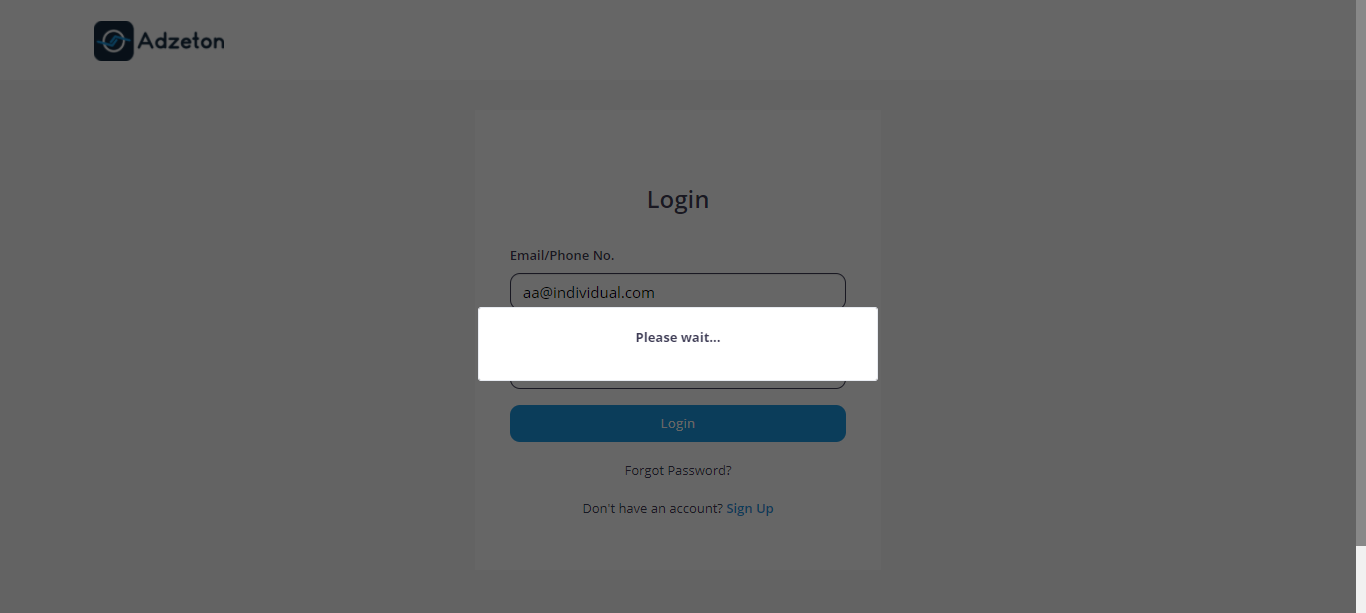 Adzeton
Login
Email/Phone No.
aa@individual.com
Please wait...
Login
Forgot Password?
Don't have an account? Sign Up